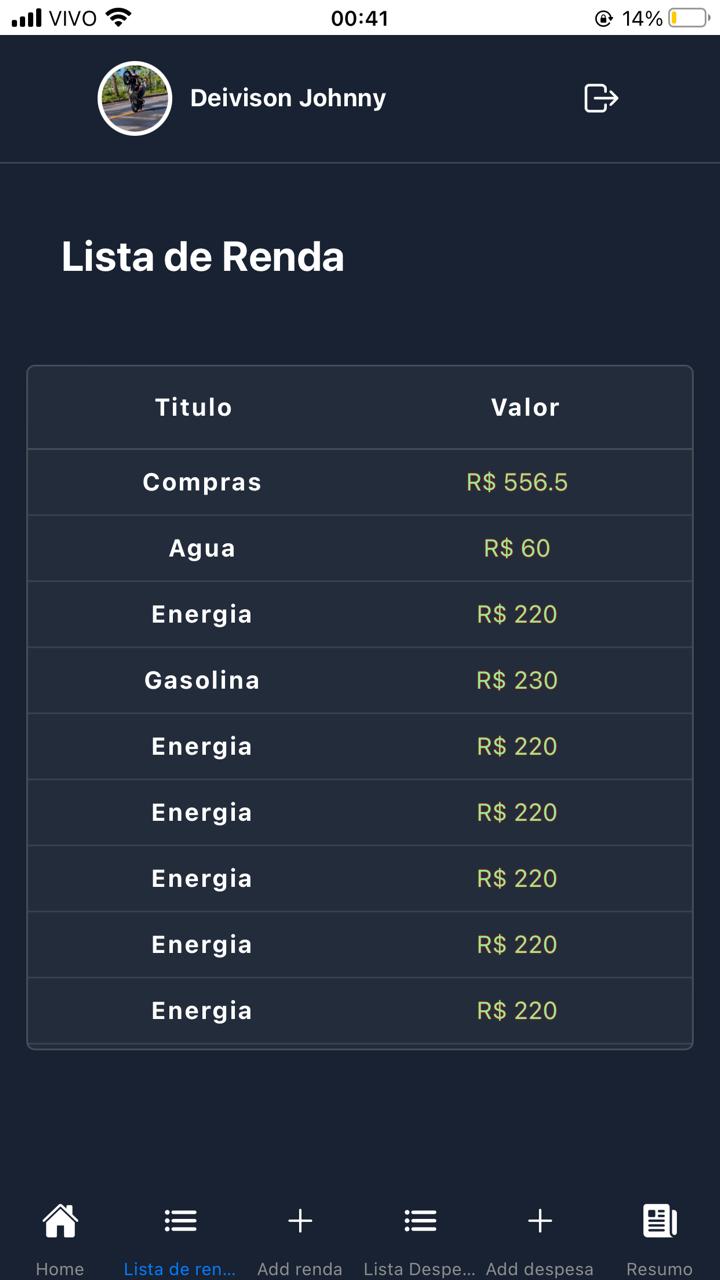 VIVO 00:41 14%
Deivison Johnny
Lista de Renda
Titulo Valor
Compras R$ 556.5
Agua R$ 60
Energia R$ 220
Gasolina R$ 230
Energia R$ 220
Energia R$ 220
Energia R$ 220
Energia R$ 220
Energia R$ 220
Home Lista de ren... Add renda Lista Despe... Add despesa Resumo